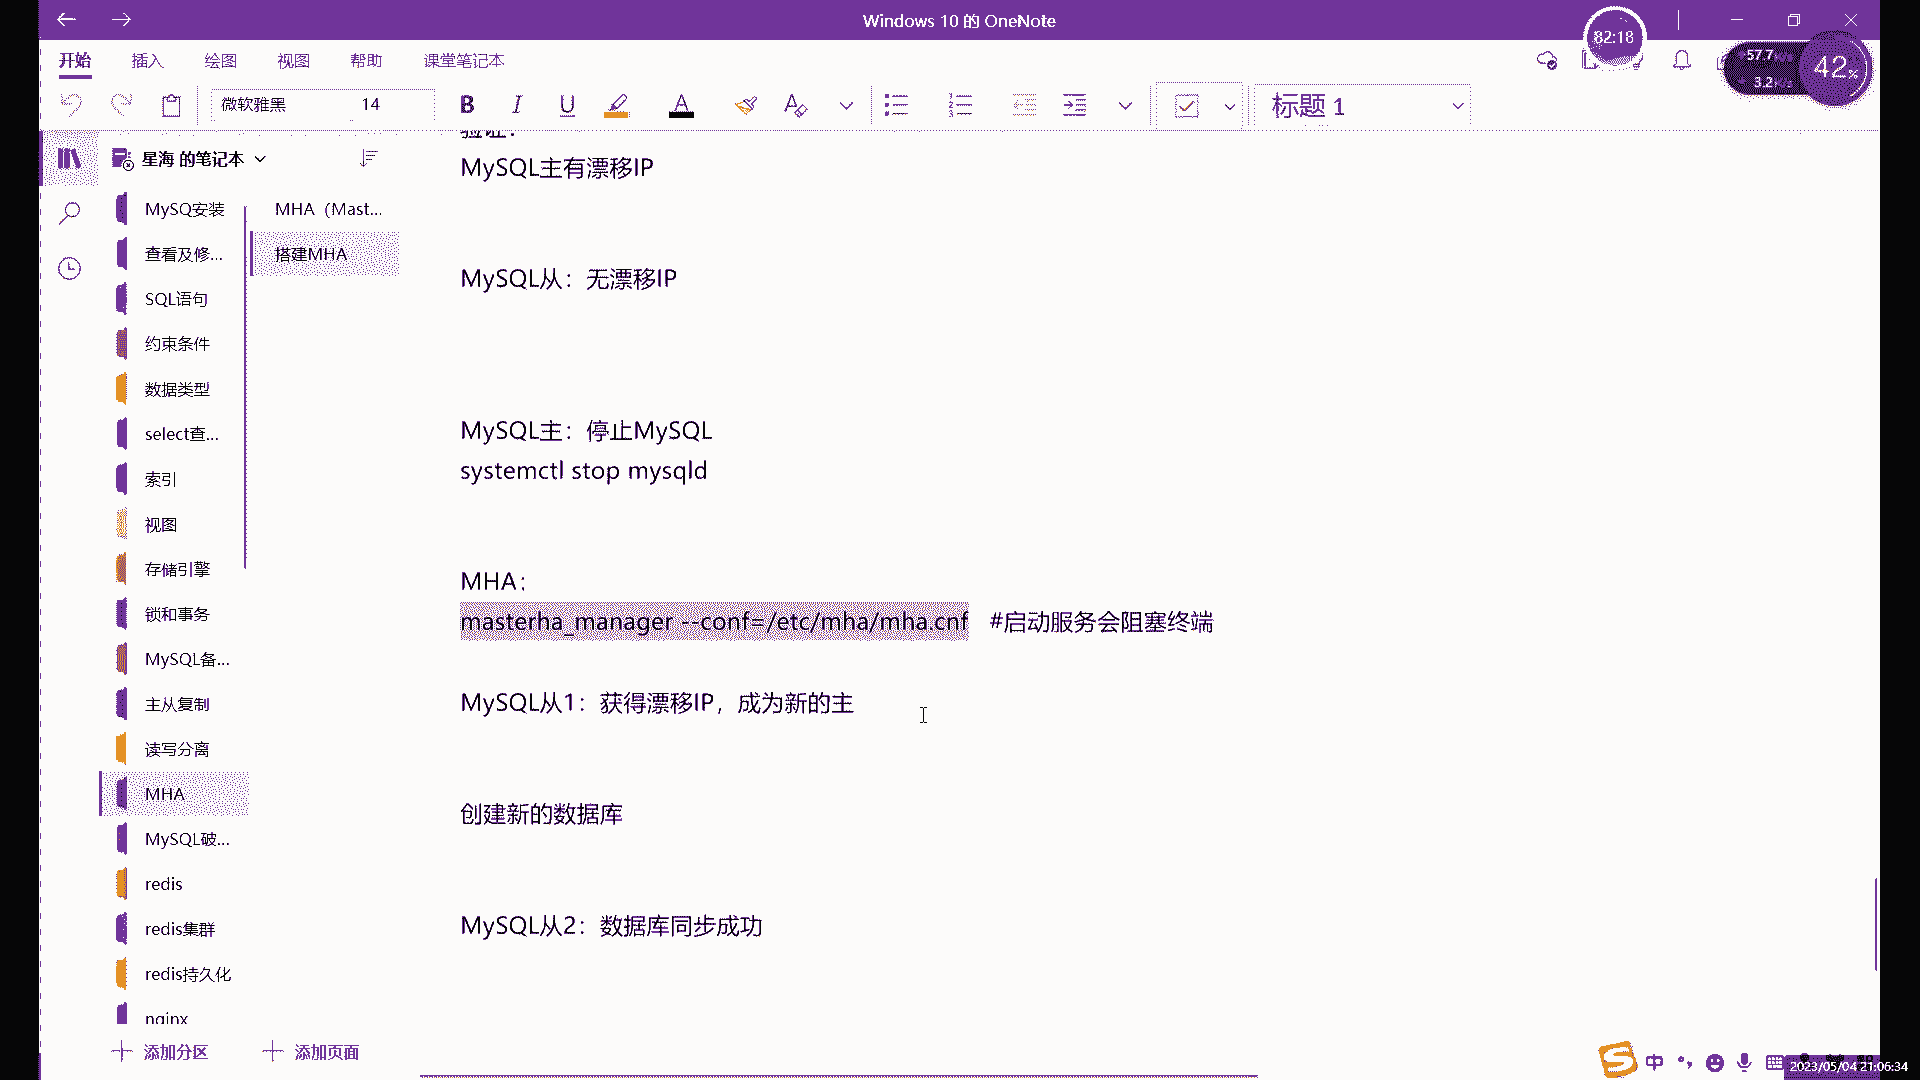 Windows 10 的 OneNote
82:18
57.7
3.2
42%
开始 插入 绘图 视图 帮助 课堂笔记本
微软雅黑 14 B I U A 标题 1
星海 的笔记本
MySQ安装
查看及修...
SQL语句
约束条件
数据类型
select查...
索引
视图
存储引擎
锁和事务
MySQL备...
主从复制
读写分离
MHA
MySQL破...
redis
redis集群
redis持久化
nginx
添加分区
MHA（Mast...
搭建MHA
添加页面
验证：
MySQL主有漂移IP
MySQL从：无漂移IP
MySQL主：停止MySQL
systemctl stop mysqld
MHA：
masterha_manager --conf=/etc/mha/mha.cnf #启动服务会阻塞终端
MySQL从1：获得漂移IP，成为新的主
创建新的数据库
MySQL从2：数据库同步成功
中
2023/05/04 21:06:34